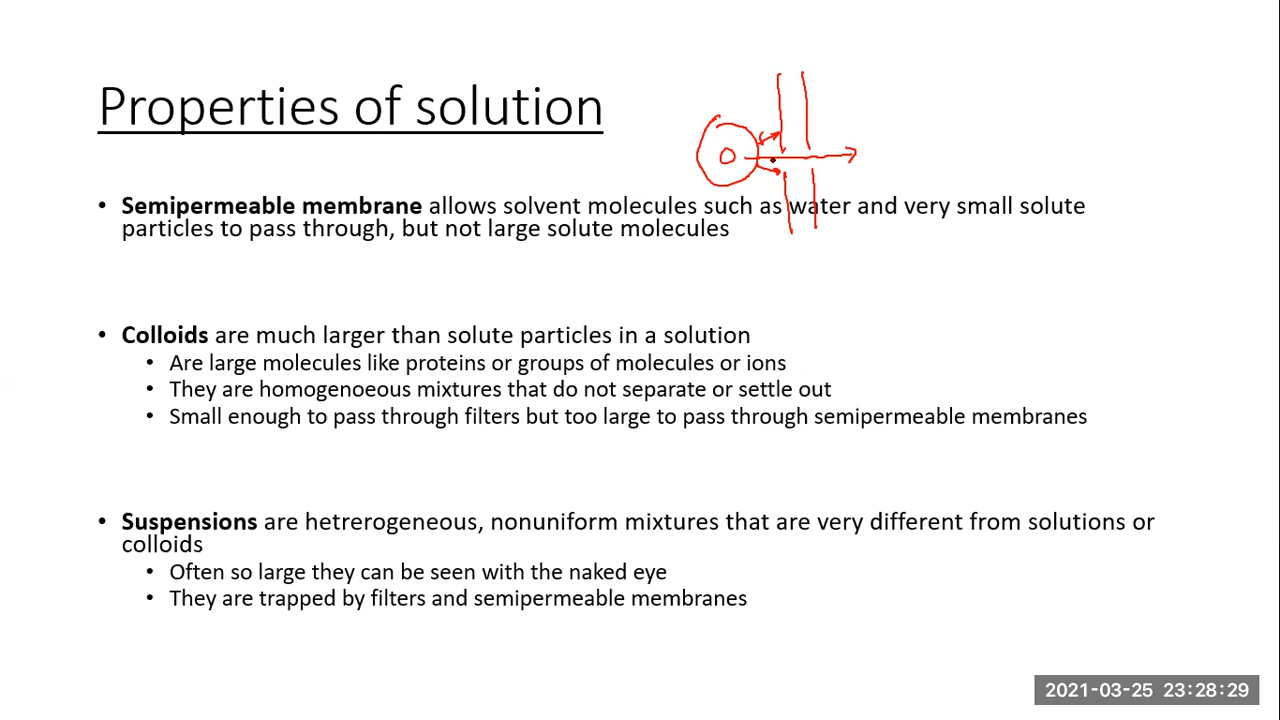 Properties of solution
• Semipermeable membrane allows solvent molecules such as water and very small solute
particles to pass through, but not large solute molecules
• Colloids are much larger than solute particles in a solution
• Are large molecules like proteins or groups of molecules or ions
• They are homogenoeous mixtures that do not separate or settle out
• Small enough to pass through filters but too large to pass through semipermeable membranes
• Suspensions are hetrerogeneous, nonuniform mixtures that are very different from solutions or
colloids
• Often so large they can be seen with the naked eye
• They are trapped by filters and semipermeable membranes
2021-03-25 23:28:29